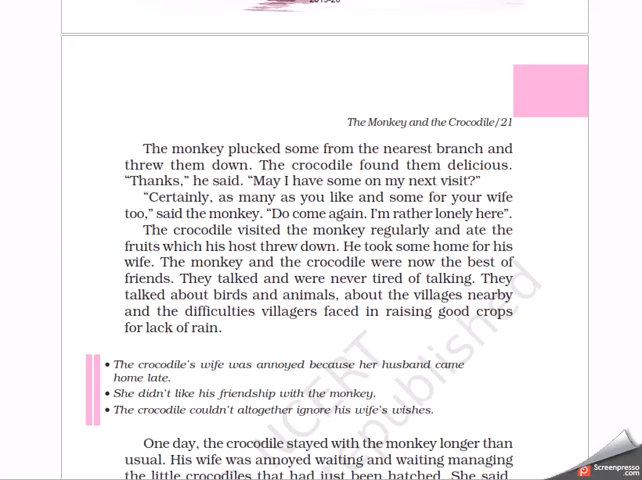 2019-20
The Monkey and the Crocodile/21
The monkey plucked some from the nearest branch and
threw them down. The crocodile found them delicious.
“Thanks,” he said. “May I have some on my next visit?”
“Certainly, as many as you like and some for your wife
too,” said the monkey. “Do come again. I'm rather lonely here”.
The crocodile visited the monkey regularly and ate the
fruits which his host threw down. He took some home for his
wife. The monkey and the crocodile were now the best of
friends. They talked and were never tired of talking. They
talked about birds and animals, about the villages nearby
and the difficulties villagers faced in raising good crops
for lack of rain.
• The crocodile's wife was annoyed because her husband came
home late.
• She didn't like his friendship with the monkey.
• The crocodile couldn't altogether ignore his wife's wishes.
One day, the crocodile stayed with the monkey longer than
usual. His wife was annoyed waiting and waiting managing
the little crocodiles that had just been hatched. She said,
NCERT
republished
Screenpresso
.com